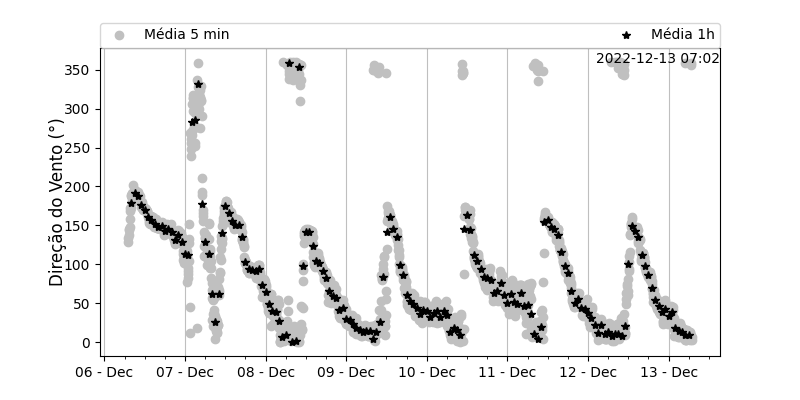 Média 5 min
Média 1h
2022-12-13 07:02
Direção do Vento (°)
350
300
250
200
150
100
50
0
06 - Dec
07 - Dec
08 - Dec
09 - Dec
10 - Dec
11 - Dec
12 - Dec
13 - Dec